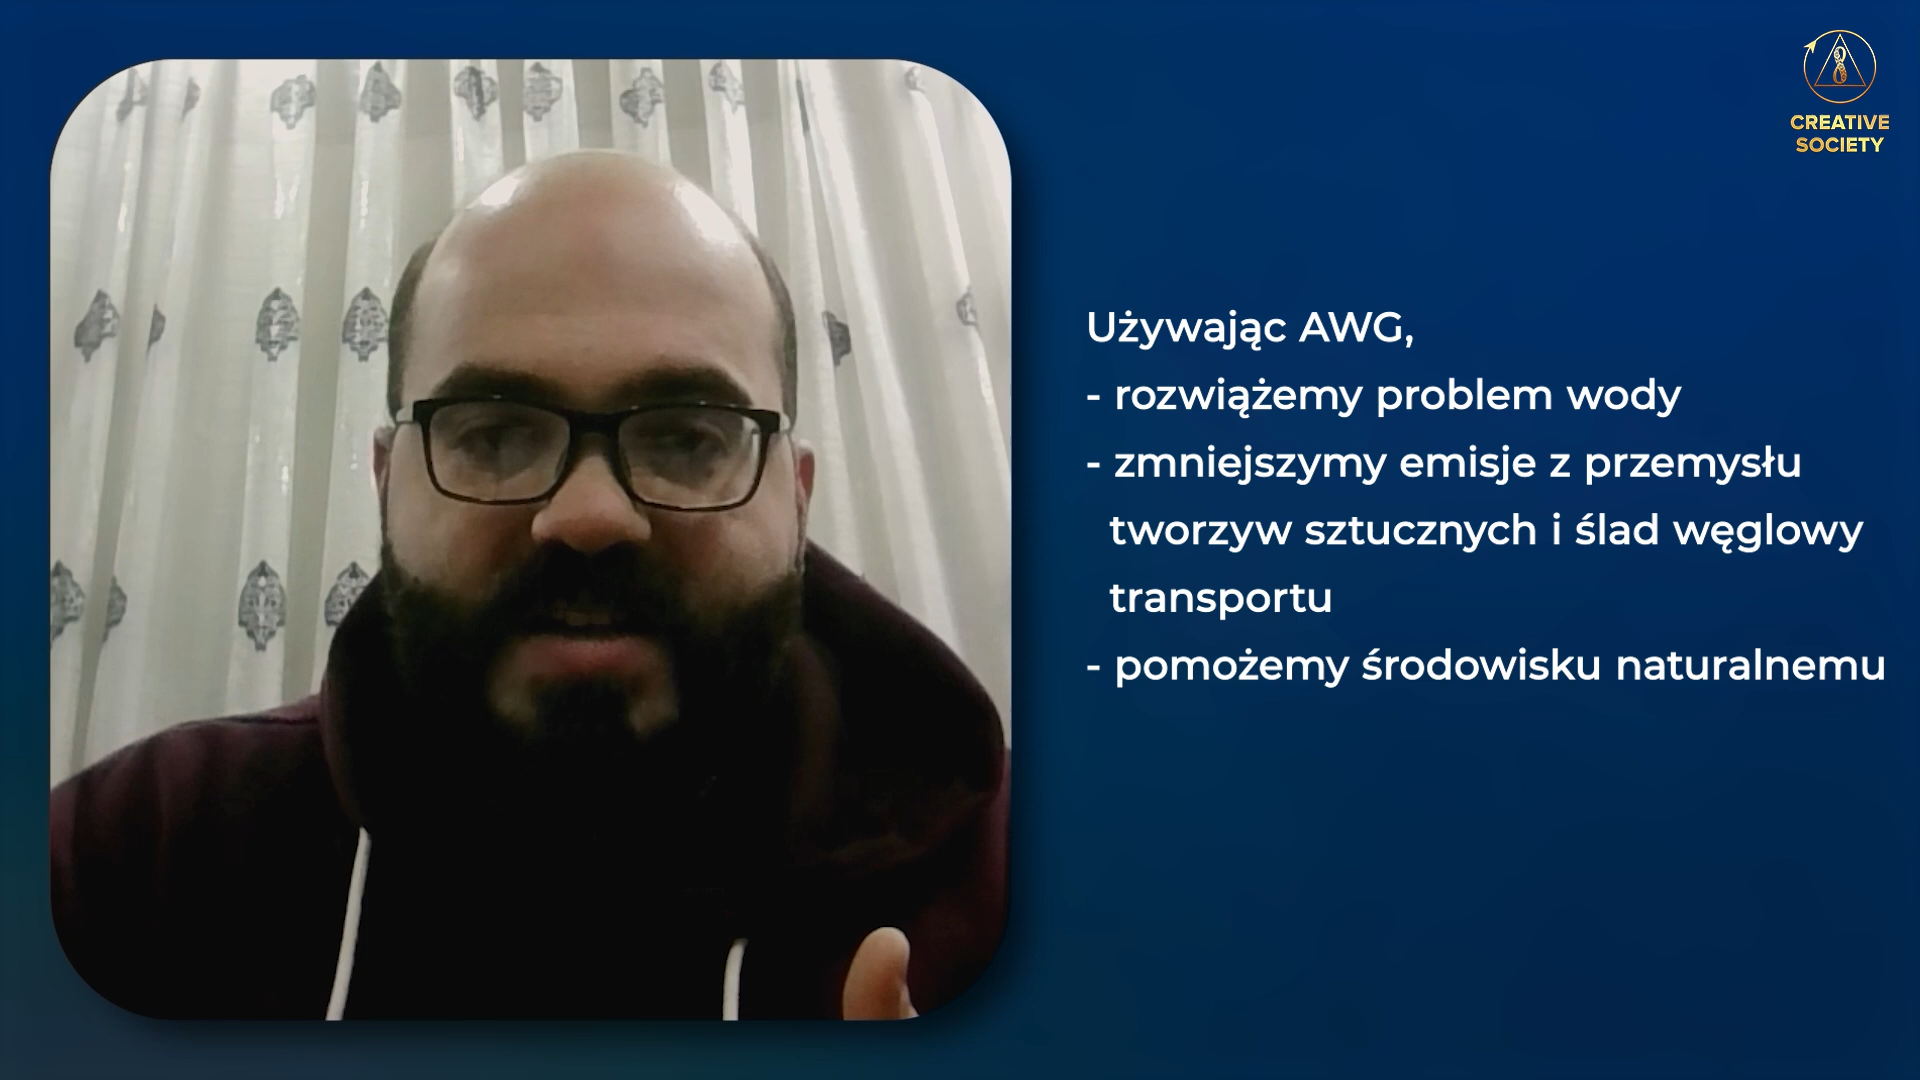 CREATIVE
SOCIETY
Używając AWG,
- rozwiążemy problem wody
- zmniejszymy emisje z przemysłu
tworzyw sztucznych i ślad węglowy
transportu
- pomożemy środowisku naturalnemu